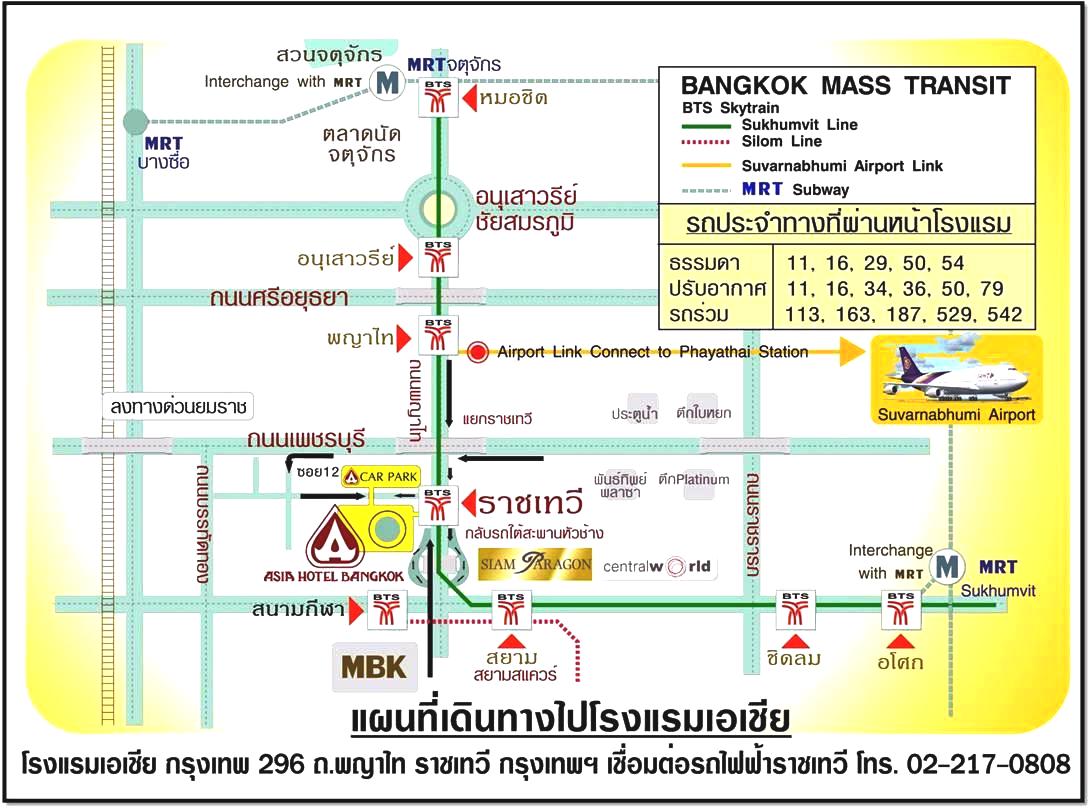 สวนจตุจักร
Interchange with MRT
M
MRTจตุจักร
BTS
หมอชิต
MRT
บางซื่อ
ตลาดนัด
จตุจักร
BANGKOK MASS TRANSIT
BTS Skytrain
Sukhumvit Line
Silom Line
Suvarnabhumi Airport Link
MRT Subway
รถประจำทางที่ผ่านหน้าโรงแรม
ธรรมดา 11, 16, 29, 50, 54
ปรับอากาศ 11, 16, 34, 36, 50, 79
รถร่วม 113, 163, 187, 529, 542
อนุเสาวรีย์
ชัยสมรภูมิ
อนุเสาวรีย์
BTS
ถนนศรีอยุธยา
พญาไท
BTS
Airport Link Connect to Phayathai Station
Suvarnabhumi Airport
ถนนพญาไท
ลงทางด่วนยมราช
แยกราชเทวี
ประตูน้ำ
ตึกใบหยก
ถนนเพชรบุรี
ซอย12
CAR PARK
พันธ์ทิพย์
พลาซา
ตึกPlatinum
ถนนบรรทัดทอง
ถนนราชดำริ
BTS
ราชเทวี
กลับรถใต้สะพานหัวช้าง
ASIA HOTEL BANGKOK
SIAM PARAGON
centralwrld
Interchange
with MRT
M
MRT
Sukhumvit
สนามกีฬา
BTS
BTS
BTS
BTS
MBK
สยาม
สยามสแควร์
ชิดลม
อโศก
แผนที่เดินทางไปโรงแรมเอเชีย
โรงแรมเอเชีย กรุงเทพ 296 ถ.พญาไท ราชเทวี กรุงเทพฯ เชื่อมต่อรถไฟฟ้าราชเทวี โทร. 02-217-0808